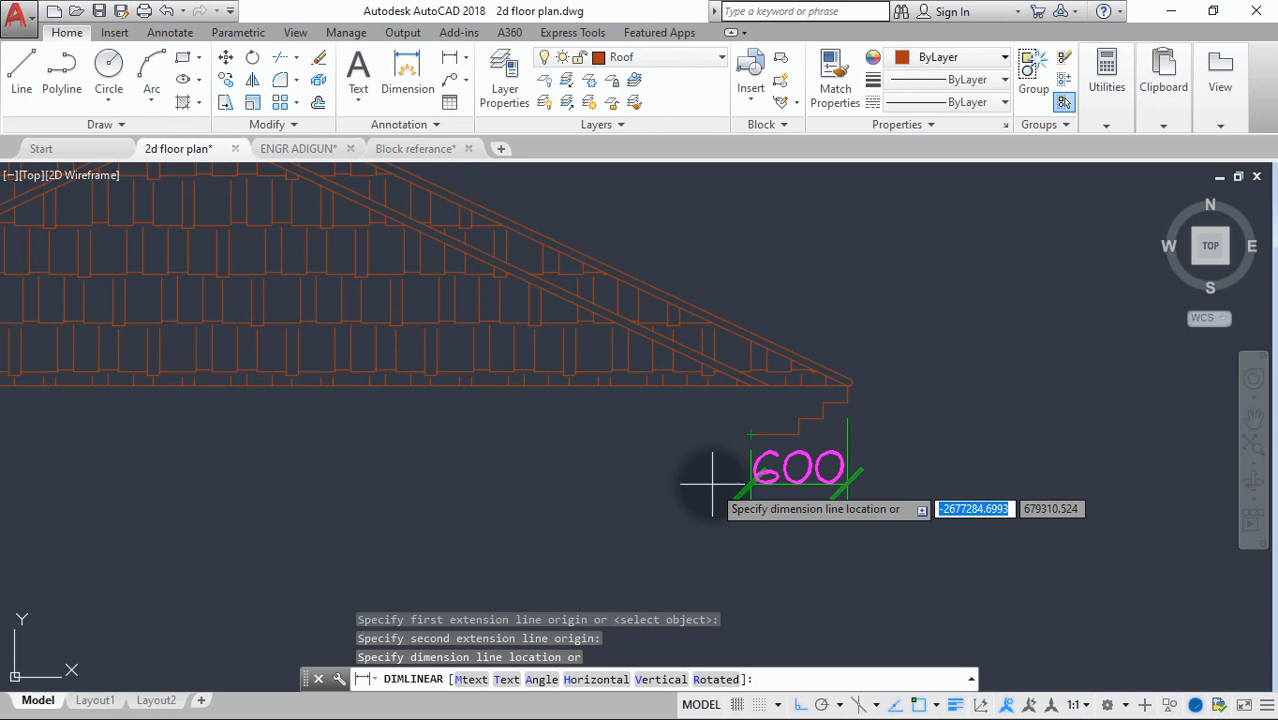 Autodesk AutoCAD 2018 2d floor plan.dwg
Type a keyword or phrase
Sign In
Home Insert Annotate Parametric View Manage Output Add-ins A360 Express Tools Featured Apps
Line
Polyline
Circle
Arc
Text
Dimension
Layer
Properties
Roof
Insert
Match
Properties
ByLayer
ByLayer
ByLayer
Group
Utilities
Clipboard
View
Draw
Modify
Annotation
Layers
Block
Properties
Groups
Start
2d floor plan*
ENGR ADIGUN*
Block referance*
[−][Top][2D Wireframe]
N
W
TOP
E
S
WCS
600
Specify dimension line location or
-2677284.6993
679310.524
Y
X
Specify first extension line origin or <select object>:
Specify second extension line origin:
Specify dimension line location or
DIMLINEAR [Mtext Text Angle Horizontal Vertical Rotated]:
Model
Layout1
Layout2
MODEL
1:1